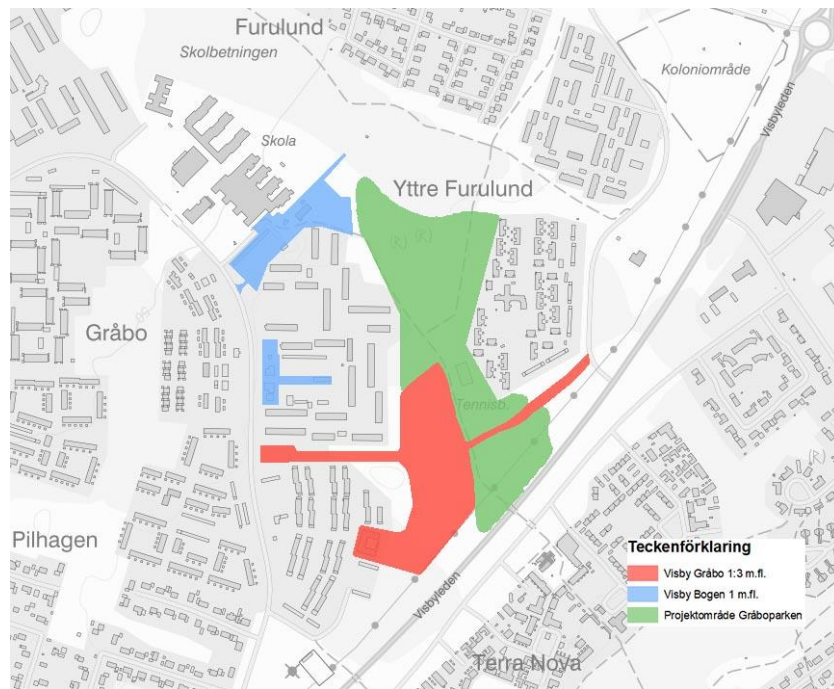 Furulund
Skolbetningen
Koloniområde
Visbyleden
Skola
Yttre Furulund
Gråbo
Tennisb.
Pilhagen
Teckenförklaring
Visby Gråbo 1:3 m.fl.
Visby Bogen 1 m.fl.
Projektområde Gråboparken
Visbyleden
Terra Nova